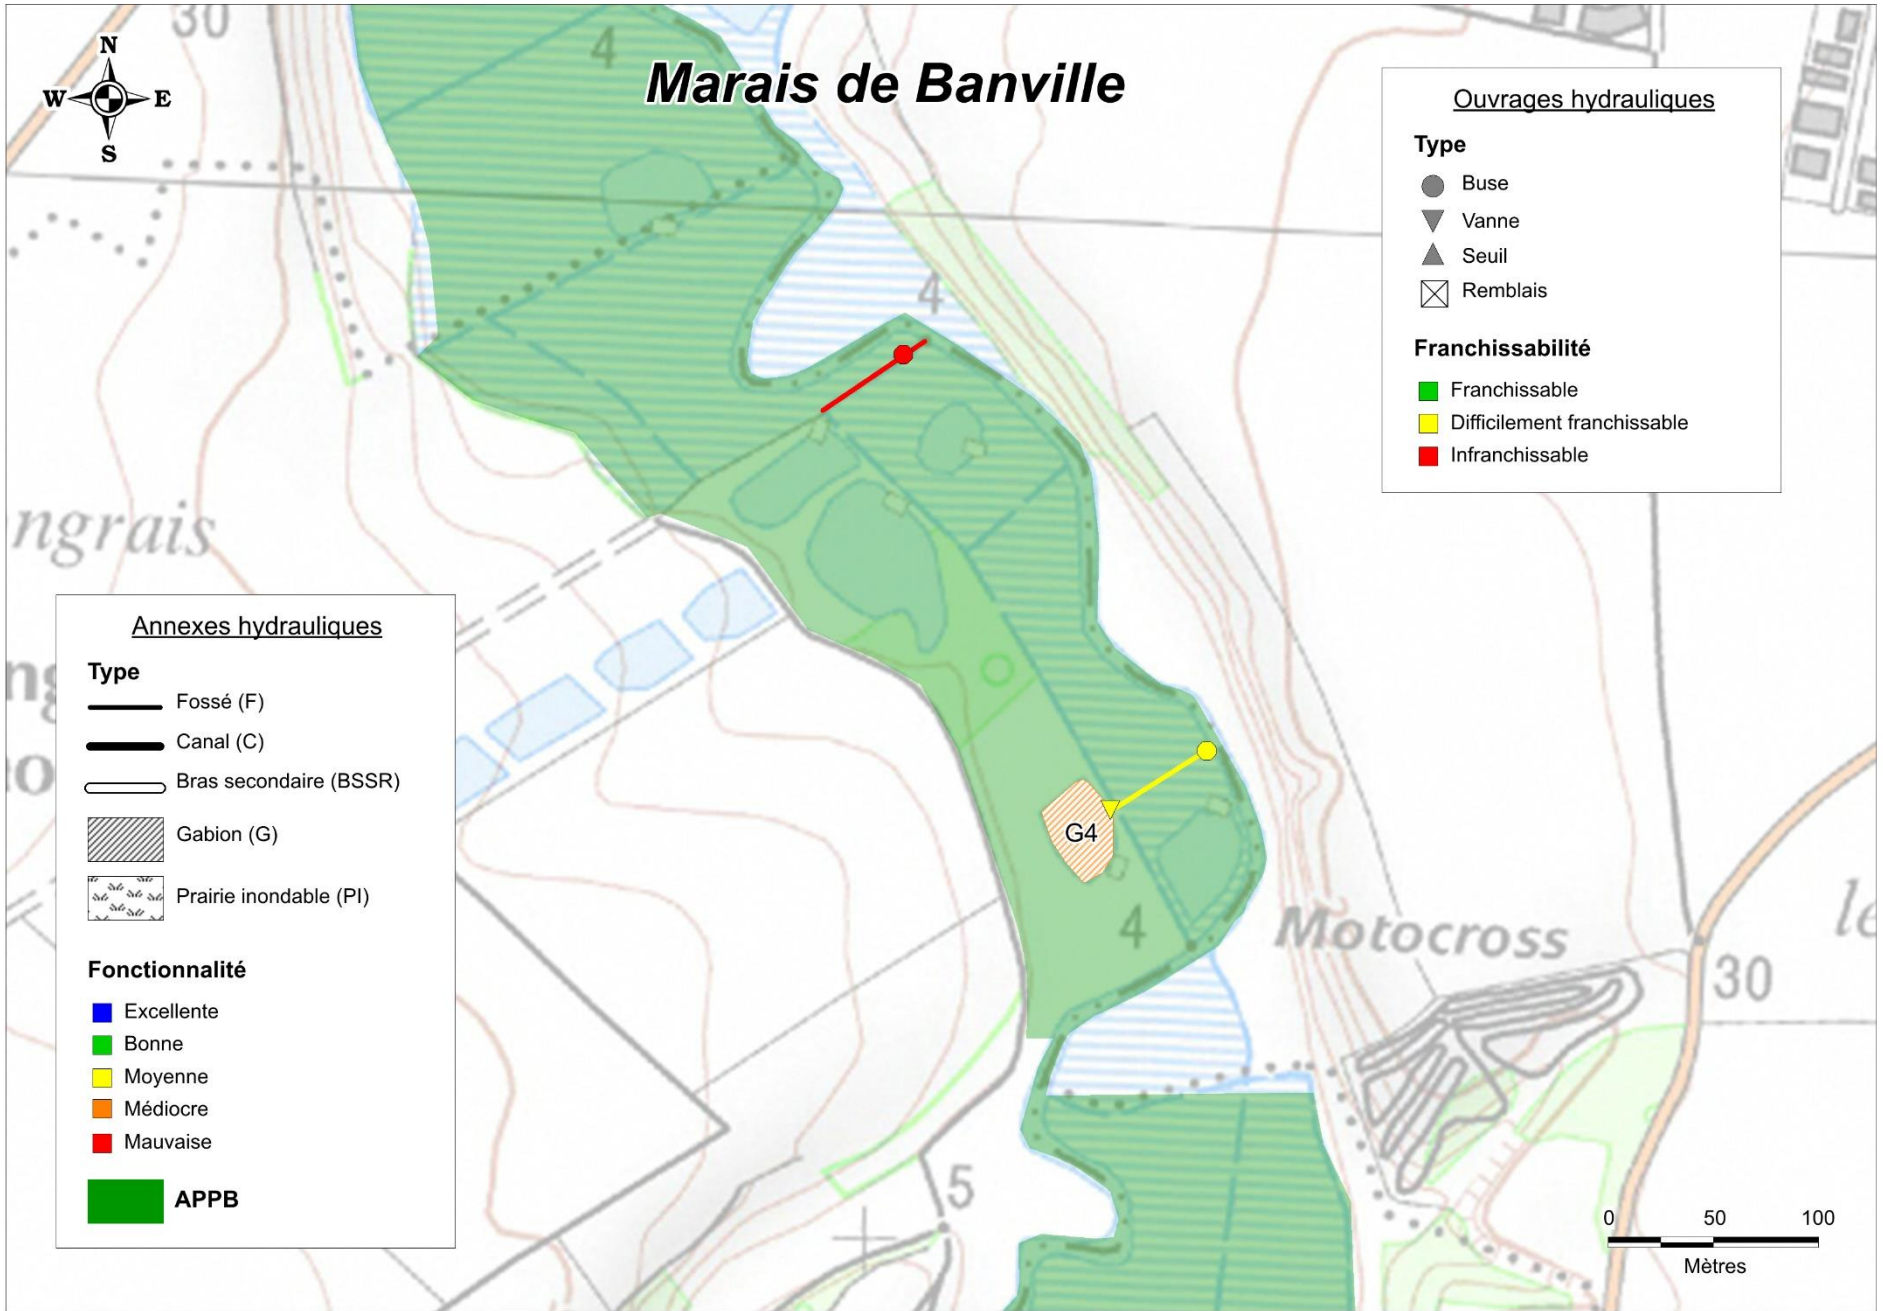 30
4
Marais de Banville
N
W E
S
Ouvrages hydrauliques
Type
Buse
Vanne
Seuil
Remblais
Franchissabilité
Franchissable
Difficilement franchissable
Infranchissable
4
ngrais
Annexes hydrauliques
Type
Fossé (F)
Canal (C)
Bras secondaire (BSSR)
Gabion (G)
Prairie inondable (PI)
Fonctionnalité
Excellente
Bonne
Moyenne
Médiocre
Mauvaise
APPB
G4
4
Motocross
le
30
5
0 50 100
Mètres